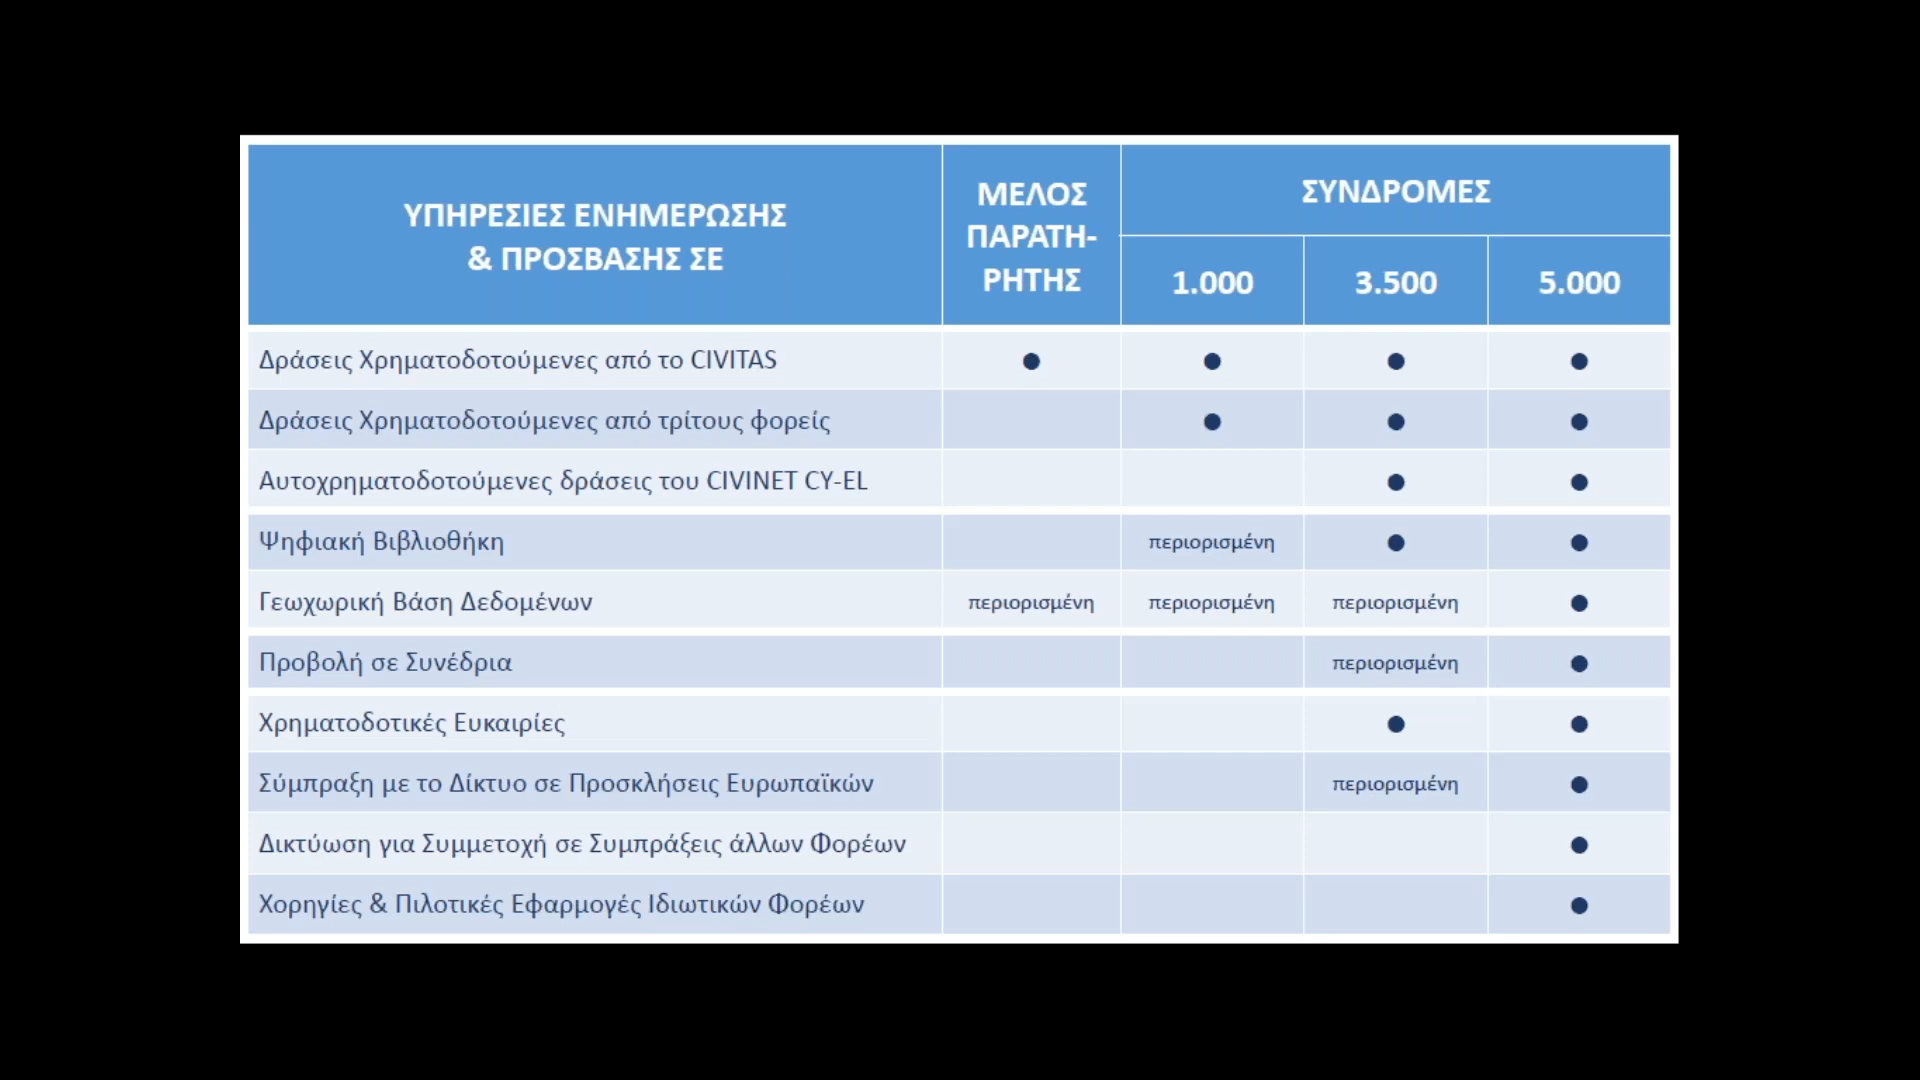 ΥΠΗΡΕΣΙΕΣ ΕΝΗΜΕΡΩΣΗΣ
& ΠΡΟΣΒΑΣΗΣ ΣΕ
ΜΕΛΟΣ
ΠΑΡΑΤΗ-
ΡΗΤΗΣ
ΣΥΝΔΡΟΜΕΣ
1.000 3.500 5.000
Δράσεις Χρηματοδοτούμενες από το CIVITAS ● ● ● ●
Δράσεις Χρηματοδοτούμενες από τρίτους φορείς ● ● ●
Αυτοχρηματοδοτούμενες δράσεις του CIVINET CY-EL ● ●
Ψηφιακή Βιβλιοθήκη περιορισμένη ● ●
Γεωχωρική Βάση Δεδομένων περιορισμένη περιορισμένη περιορισμένη ●
Προβολή σε Συνέδρια περιορισμένη ●
Χρηματοδοτικές Ευκαιρίες ● ●
Σύμπραξη με το Δίκτυο σε Προσκλήσεις Ευρωπαϊκών περιορισμένη ●
Δικτύωση για Συμμετοχή σε Συμπράξεις άλλων Φορέων ●
Χορηγίες & Πιλοτικές Εφαρμογές Ιδιωτικών Φορέων ●